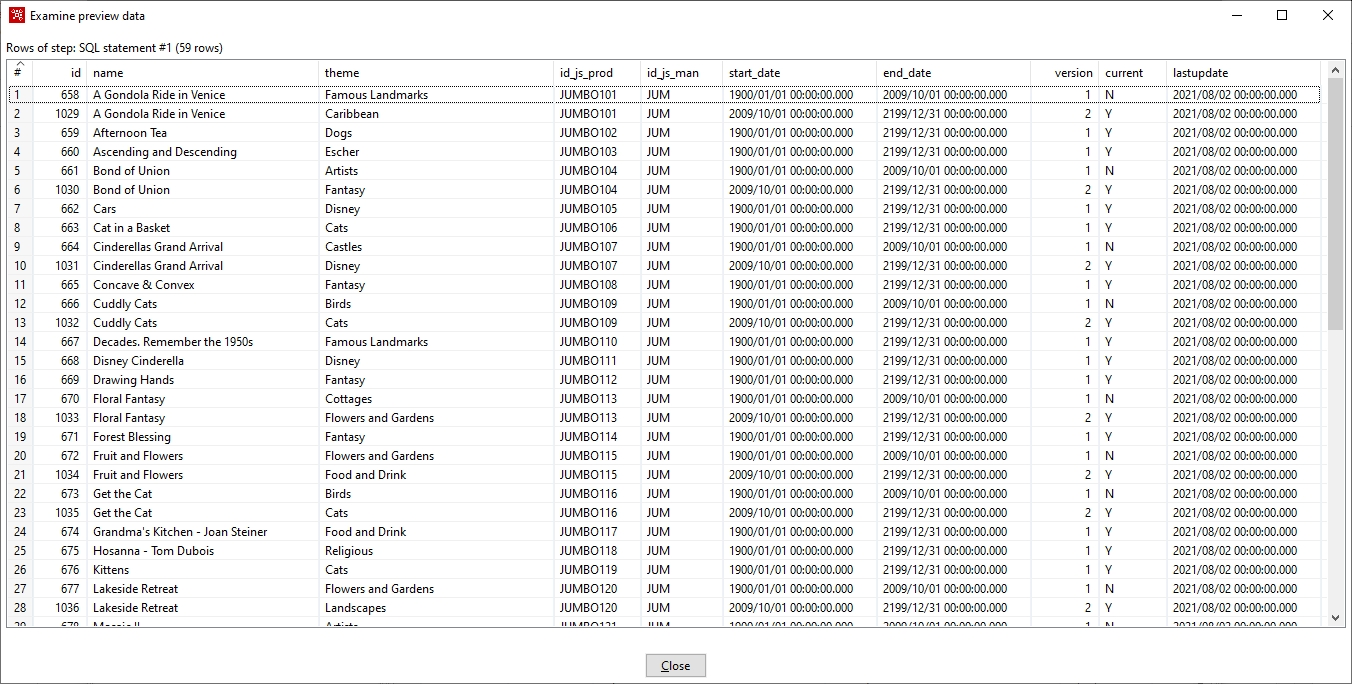 Examine preview data
Rows of step: SQL statement #1 (59 rows)
# id name theme id_js_prod id_js_man start_date end_date version current lastupdate
1 658 A Gondola Ride in Venice Famous Landmarks JUMBO101 JUM 1900/01/01 00:00:00.000 2009/10/01 00:00:00.000 1 N 2021/08/02 00:00:00.000
2 1029 A Gondola Ride in Venice Caribbean JUMBO101 JUM 2009/10/01 00:00:00.000 2199/12/31 00:00:00.000 2 Y 2021/08/02 00:00:00.000
3 659 Afternoon Tea Dogs JUMBO102 JUM 1900/01/01 00:00:00.000 2199/12/31 00:00:00.000 1 Y 2021/08/02 00:00:00.000
4 660 Ascending and Descending Escher JUMBO103 JUM 1900/01/01 00:00:00.000 2199/12/31 00:00:00.000 1 Y 2021/08/02 00:00:00.000
5 661 Bond of Union Artists JUMBO104 JUM 1900/01/01 00:00:00.000 2009/10/01 00:00:00.000 1 N 2021/08/02 00:00:00.000
6 1030 Bond of Union Fantasy JUMBO104 JUM 2009/10/01 00:00:00.000 2199/12/31 00:00:00.000 2 Y 2021/08/02 00:00:00.000
7 662 Cars Disney JUMBO105 JUM 1900/01/01 00:00:00.000 2199/12/31 00:00:00.000 1 Y 2021/08/02 00:00:00.000
8 663 Cat in a Basket Cats JUMBO106 JUM 1900/01/01 00:00:00.000 2199/12/31 00:00:00.000 1 Y 2021/08/02 00:00:00.000
9 664 Cinderellas Grand Arrival Castles JUMBO107 JUM 1900/01/01 00:00:00.000 2009/10/01 00:00:00.000 1 N 2021/08/02 00:00:00.000
10 1031 Cinderellas Grand Arrival Disney JUMBO107 JUM 2009/10/01 00:00:00.000 2199/12/31 00:00:00.000 2 Y 2021/08/02 00:00:00.000
11 665 Concave & Convex Fantasy JUMBO108 JUM 1900/01/01 00:00:00.000 2199/12/31 00:00:00.000 1 Y 2021/08/02 00:00:00.000
12 666 Cuddly Cats Birds JUMBO109 JUM 1900/01/01 00:00:00.000 2009/10/01 00:00:00.000 1 N 2021/08/02 00:00:00.000
13 1032 Cuddly Cats Cats JUMBO109 JUM 2009/10/01 00:00:00.000 2199/12/31 00:00:00.000 2 Y 2021/08/02 00:00:00.000
14 667 Decades. Remember the 1950s Famous Landmarks JUMBO110 JUM 1900/01/01 00:00:00.000 2199/12/31 00:00:00.000 1 Y 2021/08/02 00:00:00.000
15 668 Disney Cinderella Disney JUMBO111 JUM 1900/01/01 00:00:00.000 2199/12/31 00:00:00.000 1 Y 2021/08/02 00:00:00.000
16 669 Drawing Hands Fantasy JUMBO112 JUM 1900/01/01 00:00:00.000 2199/12/31 00:00:00.000 1 Y 2021/08/02 00:00:00.000
17 670 Floral Fantasy Cottages JUMBO113 JUM 1900/01/01 00:00:00.000 2009/10/01 00:00:00.000 1 N 2021/08/02 00:00:00.000
18 1033 Floral Fantasy Flowers and Gardens JUMBO113 JUM 2009/10/01 00:00:00.000 2199/12/31 00:00:00.000 2 Y 2021/08/02 00:00:00.000
19 671 Forest Blessing Fantasy JUMBO114 JUM 1900/01/01 00:00:00.000 2199/12/31 00:00:00.000 1 Y 2021/08/02 00:00:00.000
20 672 Fruit and Flowers Flowers and Gardens JUMBO115 JUM 1900/01/01 00:00:00.000 2009/10/01 00:00:00.000 1 N 2021/08/02 00:00:00.000
21 1034 Fruit and Flowers Food and Drink JUMBO115 JUM 2009/10/01 00:00:00.000 2199/12/31 00:00:00.000 2 Y 2021/08/02 00:00:00.000
22 673 Get the Cat Birds JUMBO116 JUM 1900/01/01 00:00:00.000 2009/10/01 00:00:00.000 1 N 2021/08/02 00:00:00.000
23 1035 Get the Cat Cats JUMBO116 JUM 2009/10/01 00:00:00.000 2199/12/31 00:00:00.000 2 Y 2021/08/02 00:00:00.000
24 674 Grandma's Kitchen - Joan Steiner Food and Drink JUMBO117 JUM 1900/01/01 00:00:00.000 2199/12/31 00:00:00.000 1 Y 2021/08/02 00:00:00.000
25 675 Hosanna - Tom Dubois Religious JUMBO118 JUM 1900/01/01 00:00:00.000 2199/12/31 00:00:00.000 1 Y 2021/08/02 00:00:00.000
26 676 Kittens Cats JUMBO119 JUM 1900/01/01 00:00:00.000 2199/12/31 00:00:00.000 1 Y 2021/08/02 00:00:00.000
27 677 Lakeside Retreat Flowers and Gardens JUMBO120 JUM 1900/01/01 00:00:00.000 2009/10/01 00:00:00.000 1 N 2021/08/02 00:00:00.000
28 1036 Lakeside Retreat Landscapes JUMBO120 JUM 2009/10/01 00:00:00.000 2199/12/31 00:00:00.000 2 Y 2021/08/02 00:00:00.000
Close